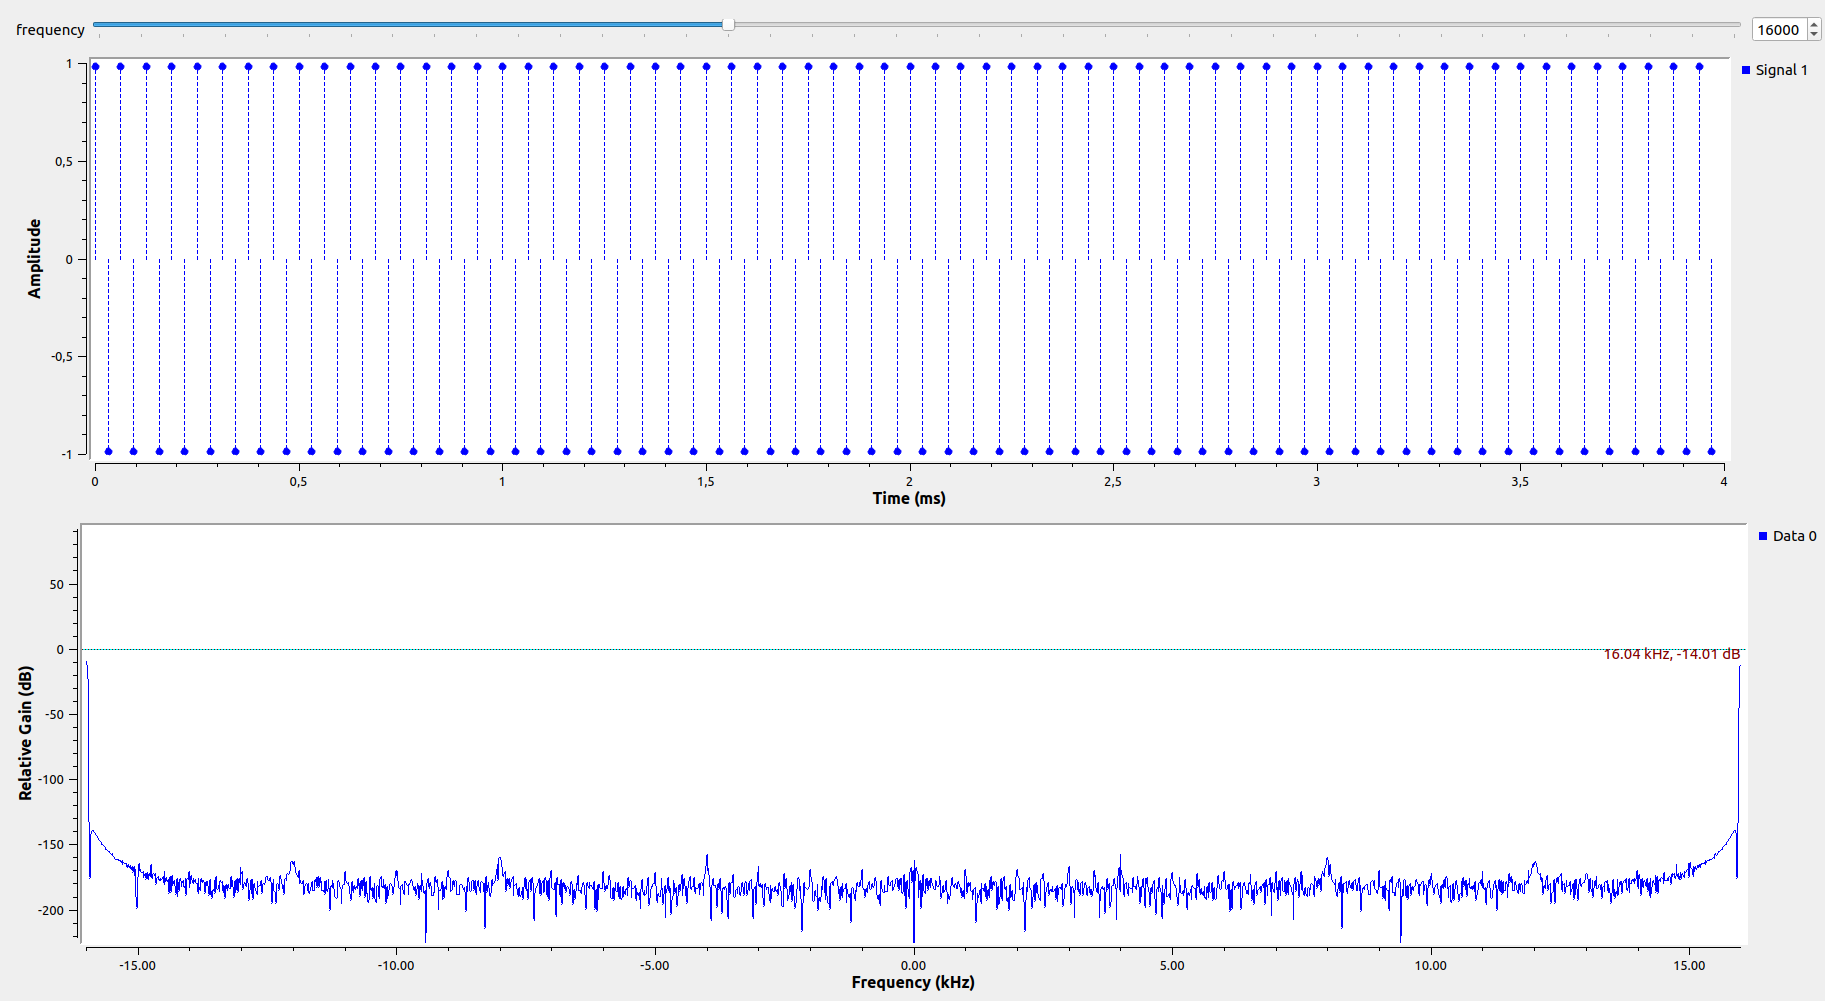 frequency
16000
1
0,5
0
-0,5
-1
Amplitude
Signal 1
0 0,5 1 1,5 2 2,5 3 3,5 4
Time (ms)
50
0
-50
-100
-150
-200
Relative Gain (dB)
Data 0
16.04 kHz, -14.01 dB
-15.00 -10.00 -5.00 0.00 5.00 10.00 15.00
Frequency (kHz)